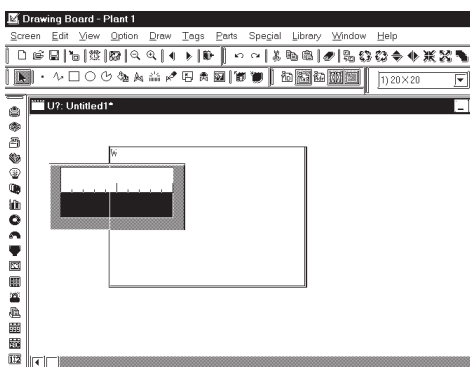 Drawing Board - Plant 1
Screen Edit View Option Draw Tags Parts Special Library Window Help
1) 20×20
U?: Untitled1*
W